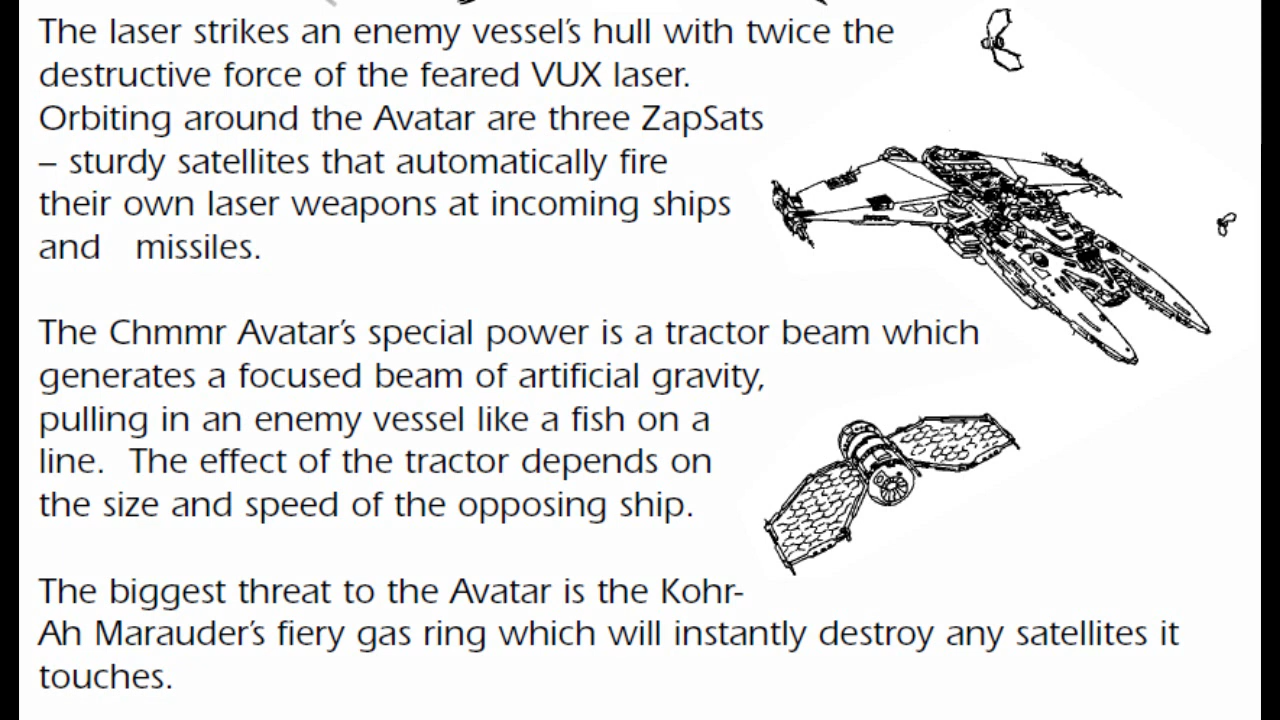 The laser strikes an enemy vessel's hull with twice the
destructive force of the feared VUX laser.
Orbiting around the Avatar are three ZapSats
– sturdy satellites that automatically fire
their own laser weapons at incoming ships
and missiles.
The Chmmr Avatar's special power is a tractor beam which
generates a focused beam of artificial gravity,
pulling in an enemy vessel like a fish on a
line. The effect of the tractor depends on
the size and speed of the opposing ship.
The biggest threat to the Avatar is the Kohr-
Ah Marauder's fiery gas ring which will instantly destroy any satellites it
touches.